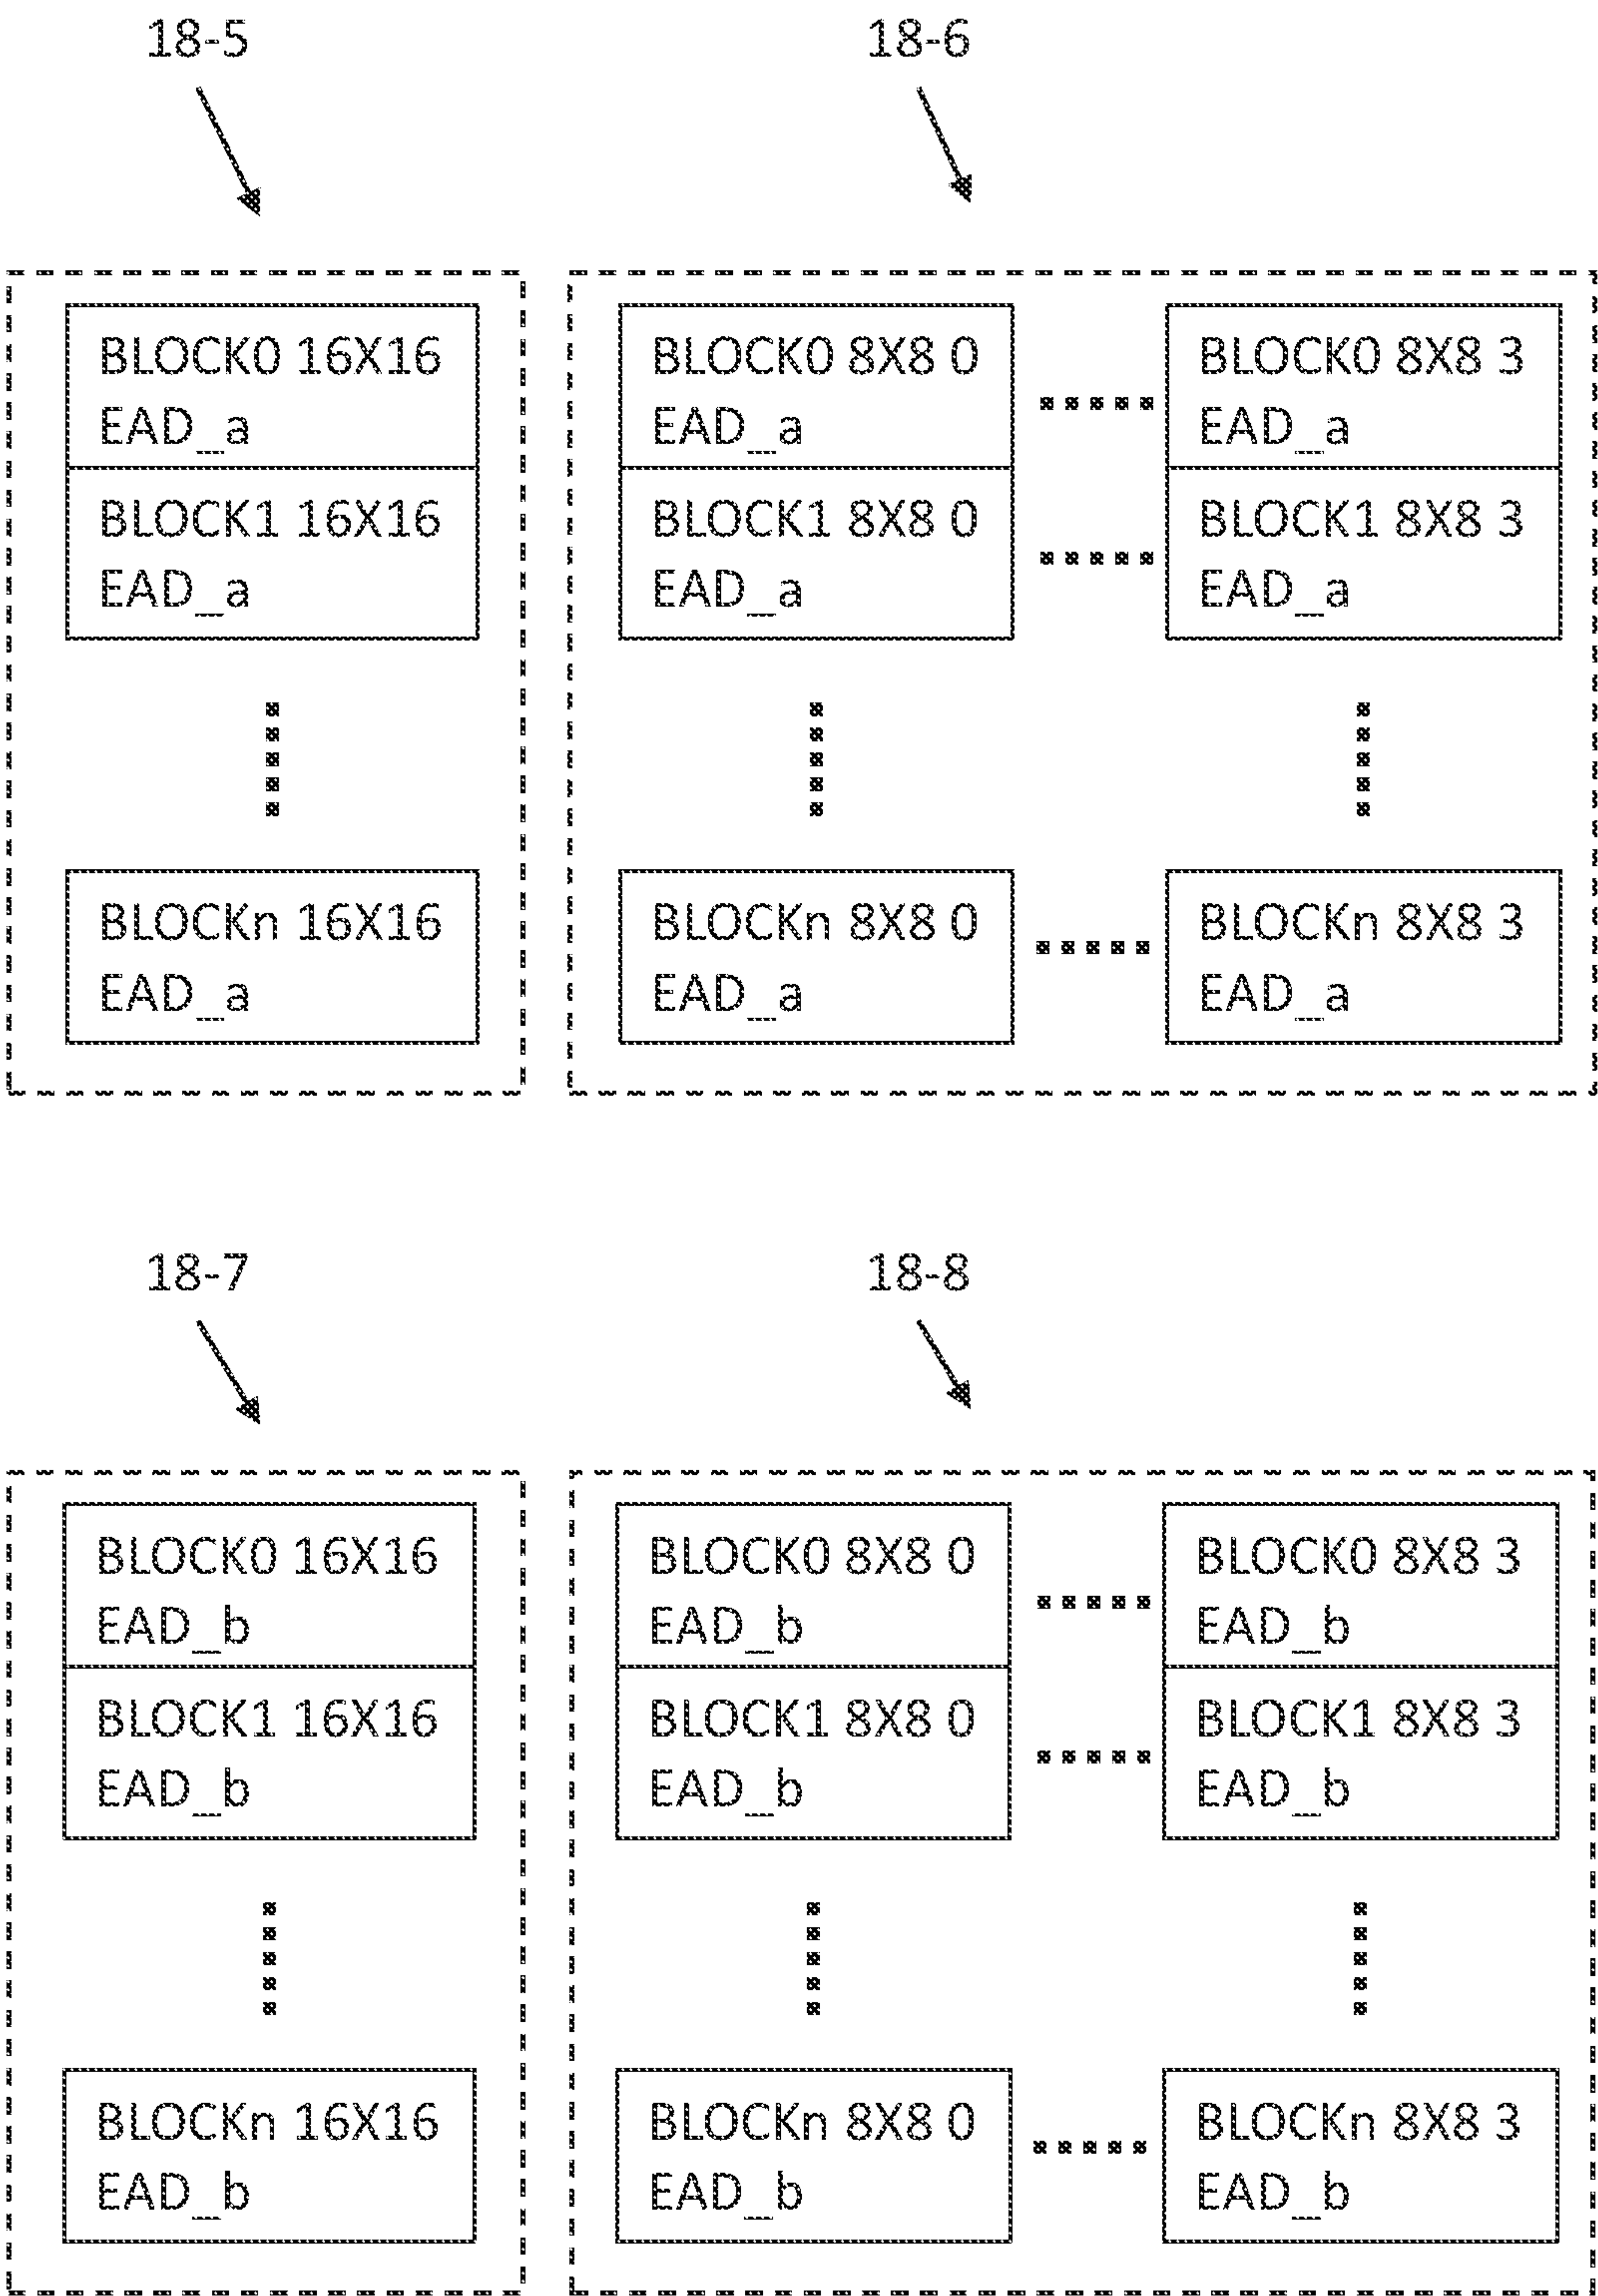 18-5
18-6
BLOCK0 16X16
EAD_a
BLOCK1 16X16
EAD_a
BLOCKn 16X16
EAD_a
BLOCK0 8X8 0
EAD_a
BLOCK1 8X8 0
EAD_a
BLOCKn 8X8 0
EAD_a
BLOCK0 8X8 3
EAD_a
BLOCK1 8X8 3
EAD_a
BLOCKn 8X8 3
EAD_a
18-7
18-8
BLOCK0 16X16
EAD_b
BLOCK1 16X16
EAD_b
BLOCKn 16X16
EAD_b
BLOCK0 8X8 0
EAD_b
BLOCK1 8X8 0
EAD_b
BLOCKn 8X8 0
EAD_b
BLOCK0 8X8 3
EAD_b
BLOCK1 8X8 3
EAD_b
BLOCKn 8X8 3
EAD_b